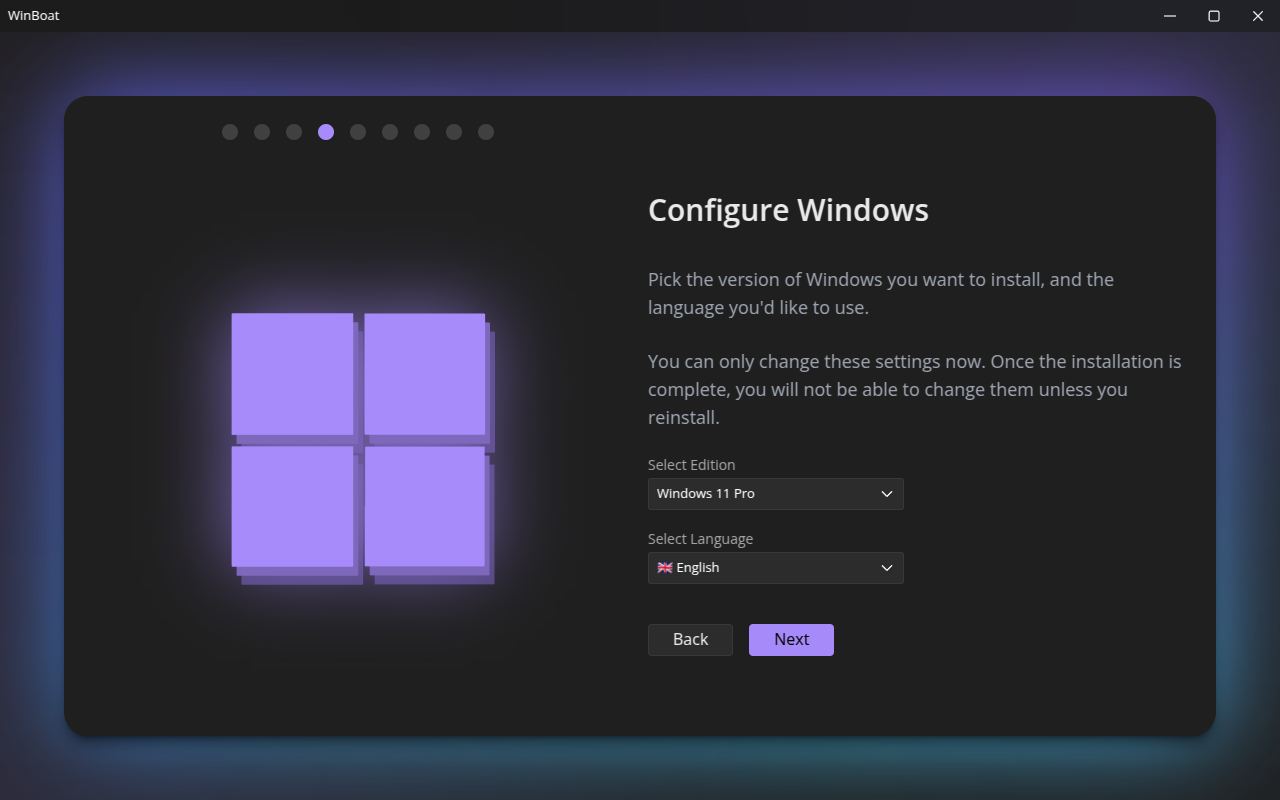 WinBoat
Configure Windows
Pick the version of Windows you want to install, and the
language you'd like to use.
You can only change these settings now. Once the installation is
complete, you will not be able to change them unless you
reinstall.
Select Edition
Windows 11 Pro
Select Language
🇬🇧 English
Back
Next